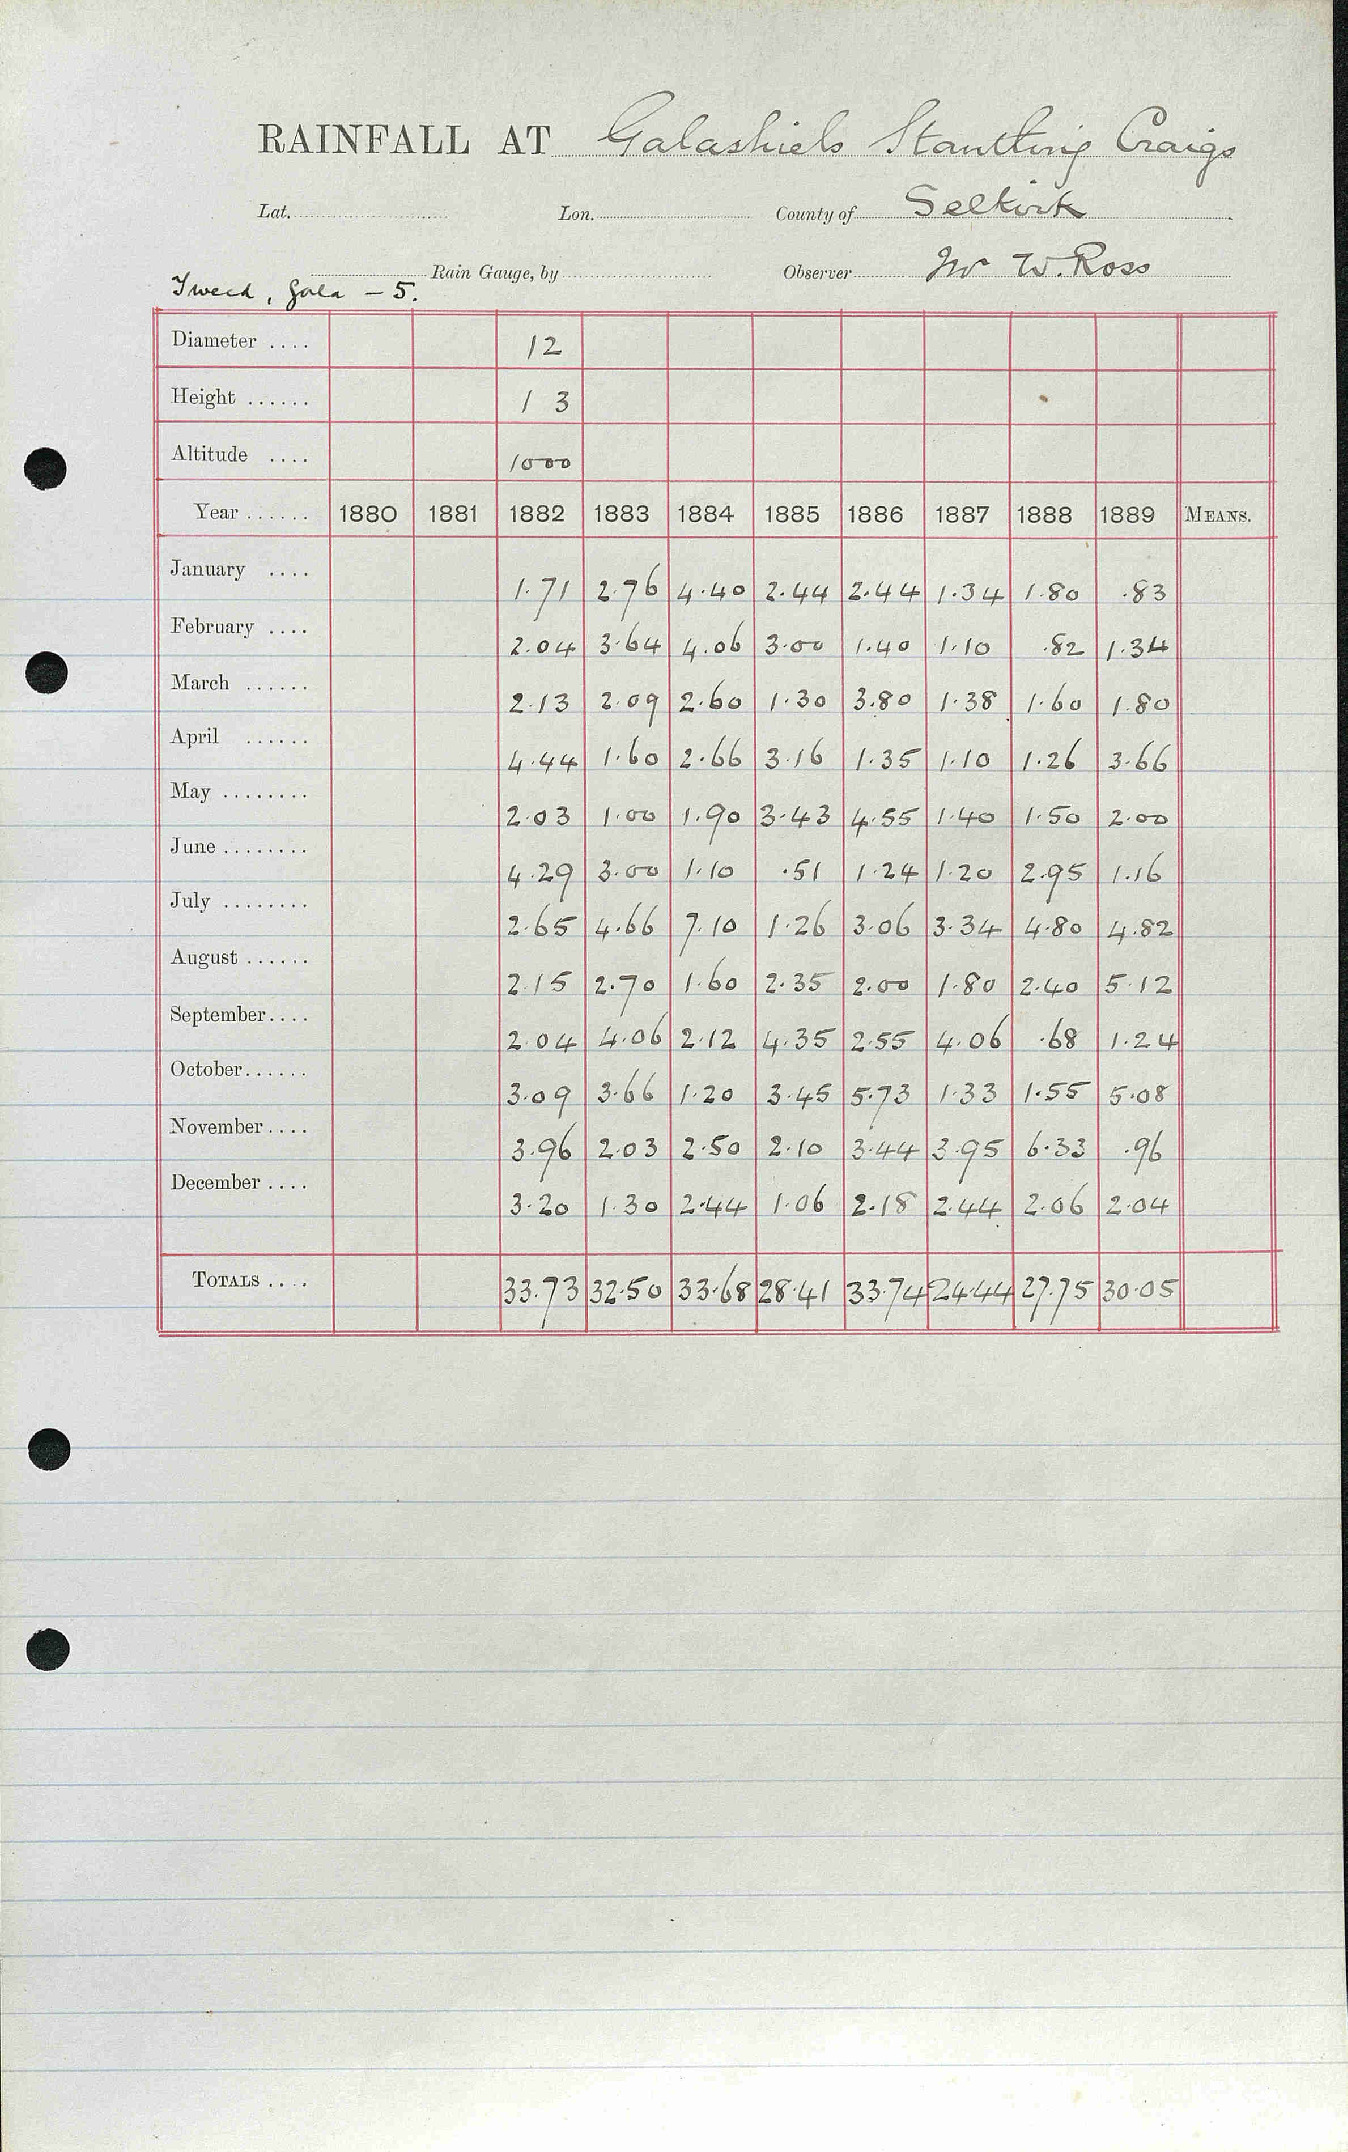 RAINFALL AT Galashiels Stantling Craigs
Lat. Lon. County of Selkirk
Rain Gauge, by Observer Mr W. Ross
Tweed, Gala - 5.
Diameter .... 12
Height ...... 1 3
Altitude .... 1000
Year ...... 1880 1881 1882 1883 1884 1885 1886 1887 1888 1889 MEANS.
January .... 1.71 2.76 4.40 2.44 2.44 1.34 1.80 .83
February .... 2.04 3.64 4.06 3.00 1.40 1.10 .82 1.34
March ...... 2.13 2.09 2.60 1.30 3.80 1.38 1.60 1.80
April ...... 4.44 1.60 2.66 3.16 1.35 1.10 1.26 3.66
May ........ 2.03 1.00 1.90 3.43 4.55 1.40 1.50 2.00
June ........ 4.29 3.00 1.10 .51 1.24 1.20 2.95 1.16
July ........ 2.65 4.66 7.10 1.26 3.06 3.34 4.80 4.82
August ...... 2.15 2.70 1.60 2.35 2.00 1.80 2.40 5.12
September.... 2.04 4.06 2.12 4.35 2.55 4.06 .68 1.24
October...... 3.09 3.66 1.20 3.45 5.73 1.33 1.55 5.08
November.... 3.96 2.03 2.50 2.10 3.44 3.95 6.33 .96
December .... 3.20 1.30 2.44 1.06 2.18 2.44 2.06 2.04
TOTALS .... 33.73 32.50 33.68 28.41 33.74 24.44 27.75 30.05